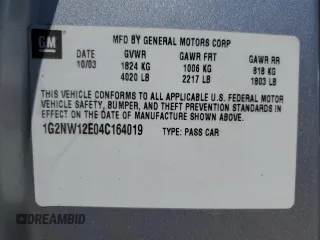 GM
MFD BY GENERAL MOTORS CORP
DATE GVWR GAWR FRT GAWR RR
10/03 1824 KG 1006 KG 818 KG
4020 LB 2217 LB 1803 LB
THIS VEHICLE CONFORMS TO ALL APPLICABLE U.S. FEDERAL MOTOR
VEHICLE SAFETY, BUMPER, AND THEFT PREVENTION STANDARDS IN
EFFECT ON THE DATE OF MANUFACTURE SHOWN ABOVE.
1G2NW12E04C164019 TYPE: PASS CAR
DREAMBID